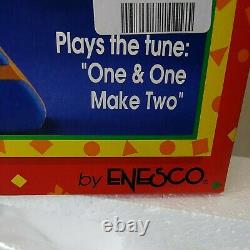 Plays the tune:
"One & One
Make Two"
by ENESCO®